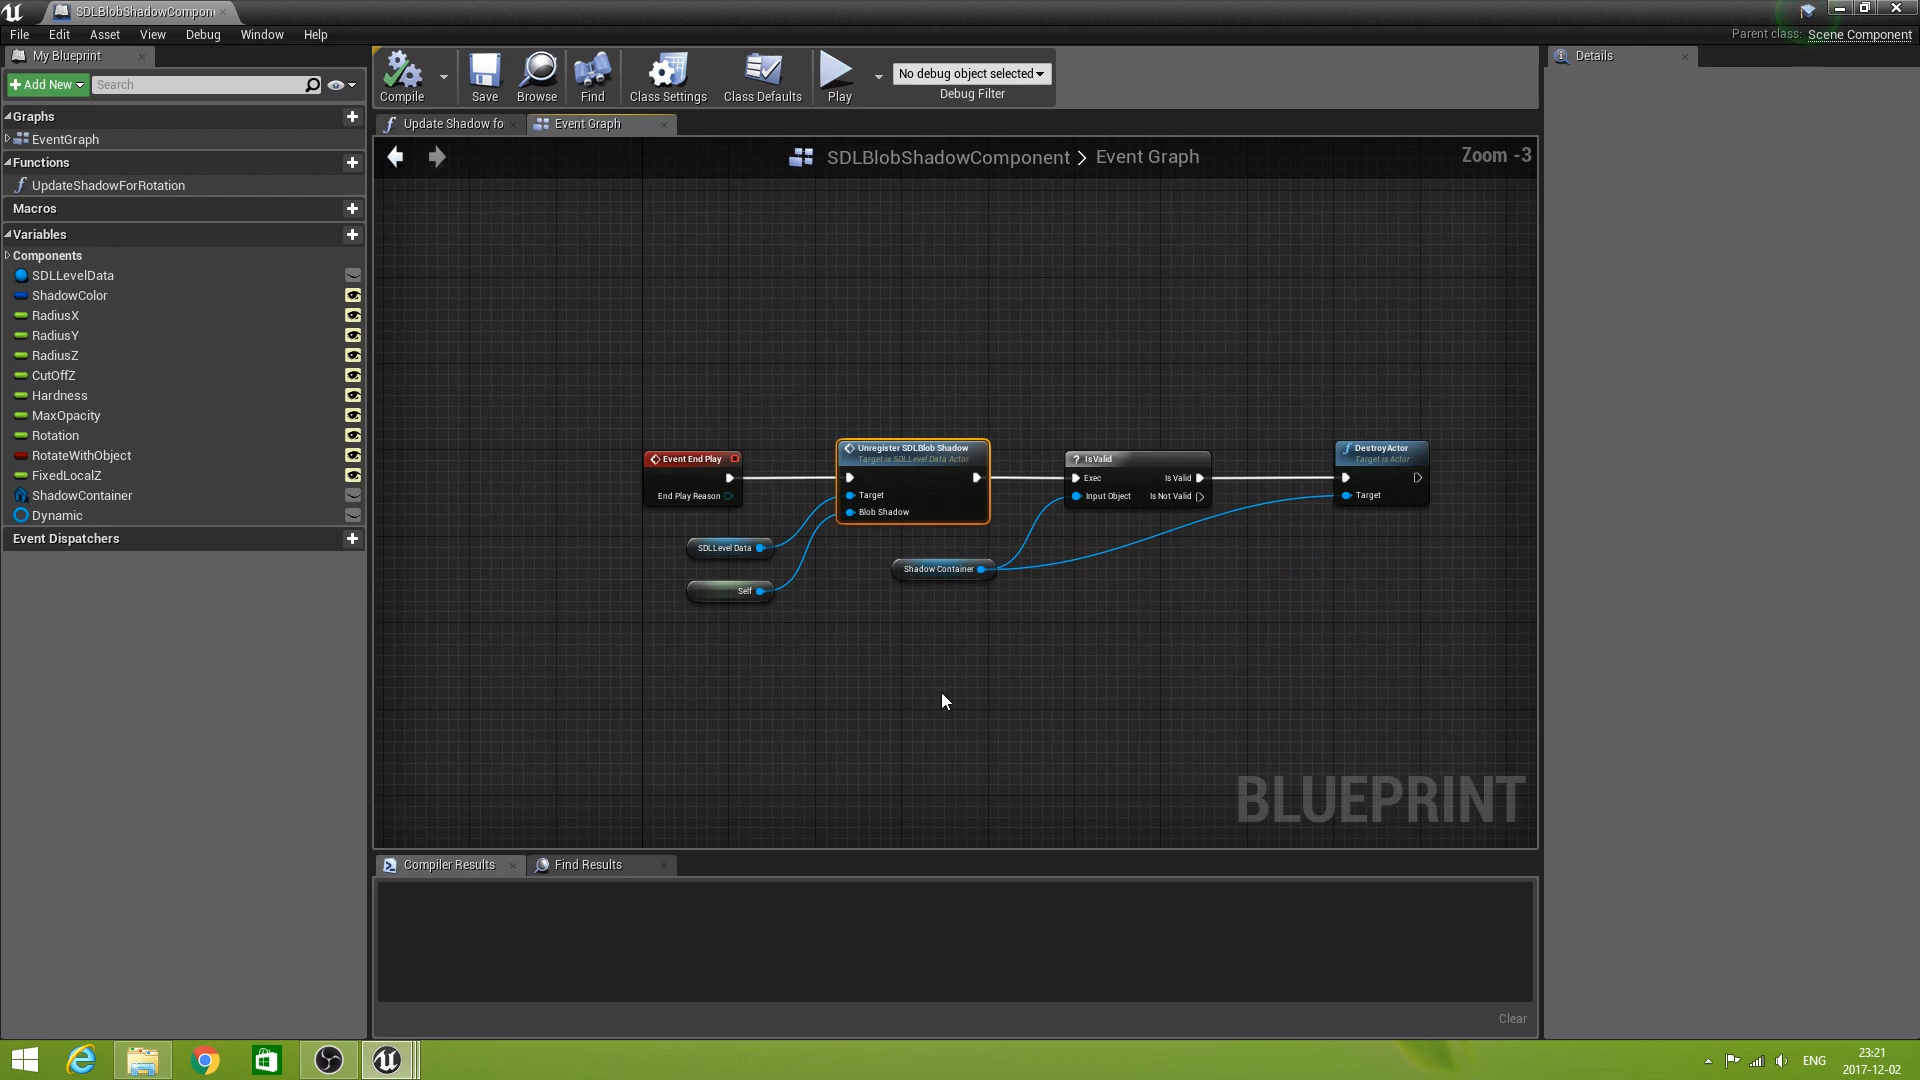 SDLBlobShadowComponen
File Edit Asset View Debug Window Help
Parent class: Scene Component
My Blueprint
Add New
Search
Graphs
EventGraph
Functions
UpdateShadowForRotation
Macros
Variables
Components
SDLLevelData
ShadowColor
RadiusX
RadiusY
RadiusZ
CutOffZ
Hardness
MaxOpacity
Rotation
RotateWithObject
FixedLocalZ
ShadowContainer
Dynamic
Event Dispatchers
Compile
Save
Browse
Find
Class Settings
Class Defaults
Play
No debug object selected
Debug Filter
Update Shadow fo
Event Graph
SDLBlobShadowComponent > Event Graph
Zoom -3
Event End Play
End Play Reason
Unregister SDLBlob Shadow
Target is SDLLevel Data Actor
Target
Blob Shadow
SDLLevel Data
Self
Shadow Container
? IsValid
Exec
Is Valid
Input Object
Is Not Valid
DestroyActor
Target is Actor
Target
BLUEPRINT
Compiler Results
Find Results
Clear
Details
ENG
23:21
2017-12-02